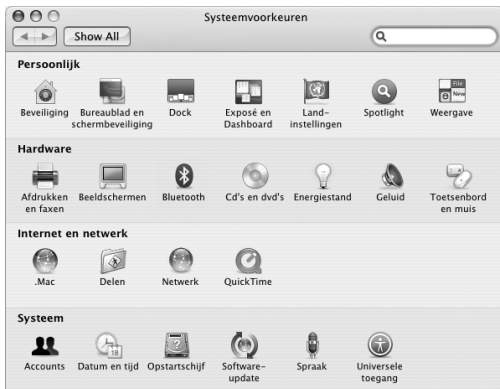 Systeemvoorkeuren
Show All
Persoonlijk
Beveiliging Bureaublad en schermbeveiliging Dock Exposé en Dashboard Land-instellingen Spotlight Weergave
Hardware
Afdrukken en faxen Beeldschermen Bluetooth Cd's en dvd's Energiestand Geluid Toetsenbord en muis
Internet en netwerk
.Mac Delen Netwerk QuickTime
Systeem
Accounts Datum en tijd Opstartschijf Software-update Spraak Universele toegang